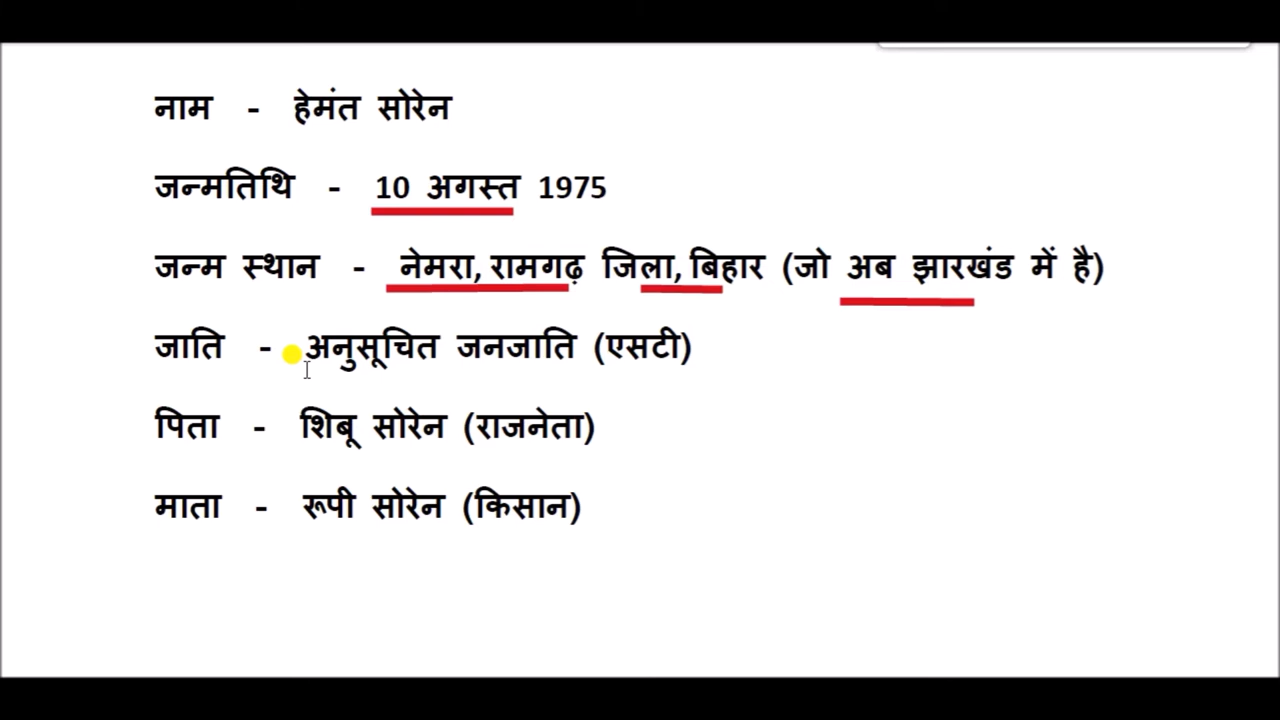 नाम - हेमंत सोरेन
जन्मतिथि - 10 अगस्त 1975
जन्म स्थान - नेमरा, रामगढ़ जिला, बिहार (जो अब झारखंड में है)
जाति - अनुसूचित जनजाति (एसटी)
पिता - शिबू सोरेन (राजनेता)
माता - रूपी सोरेन (किसान)